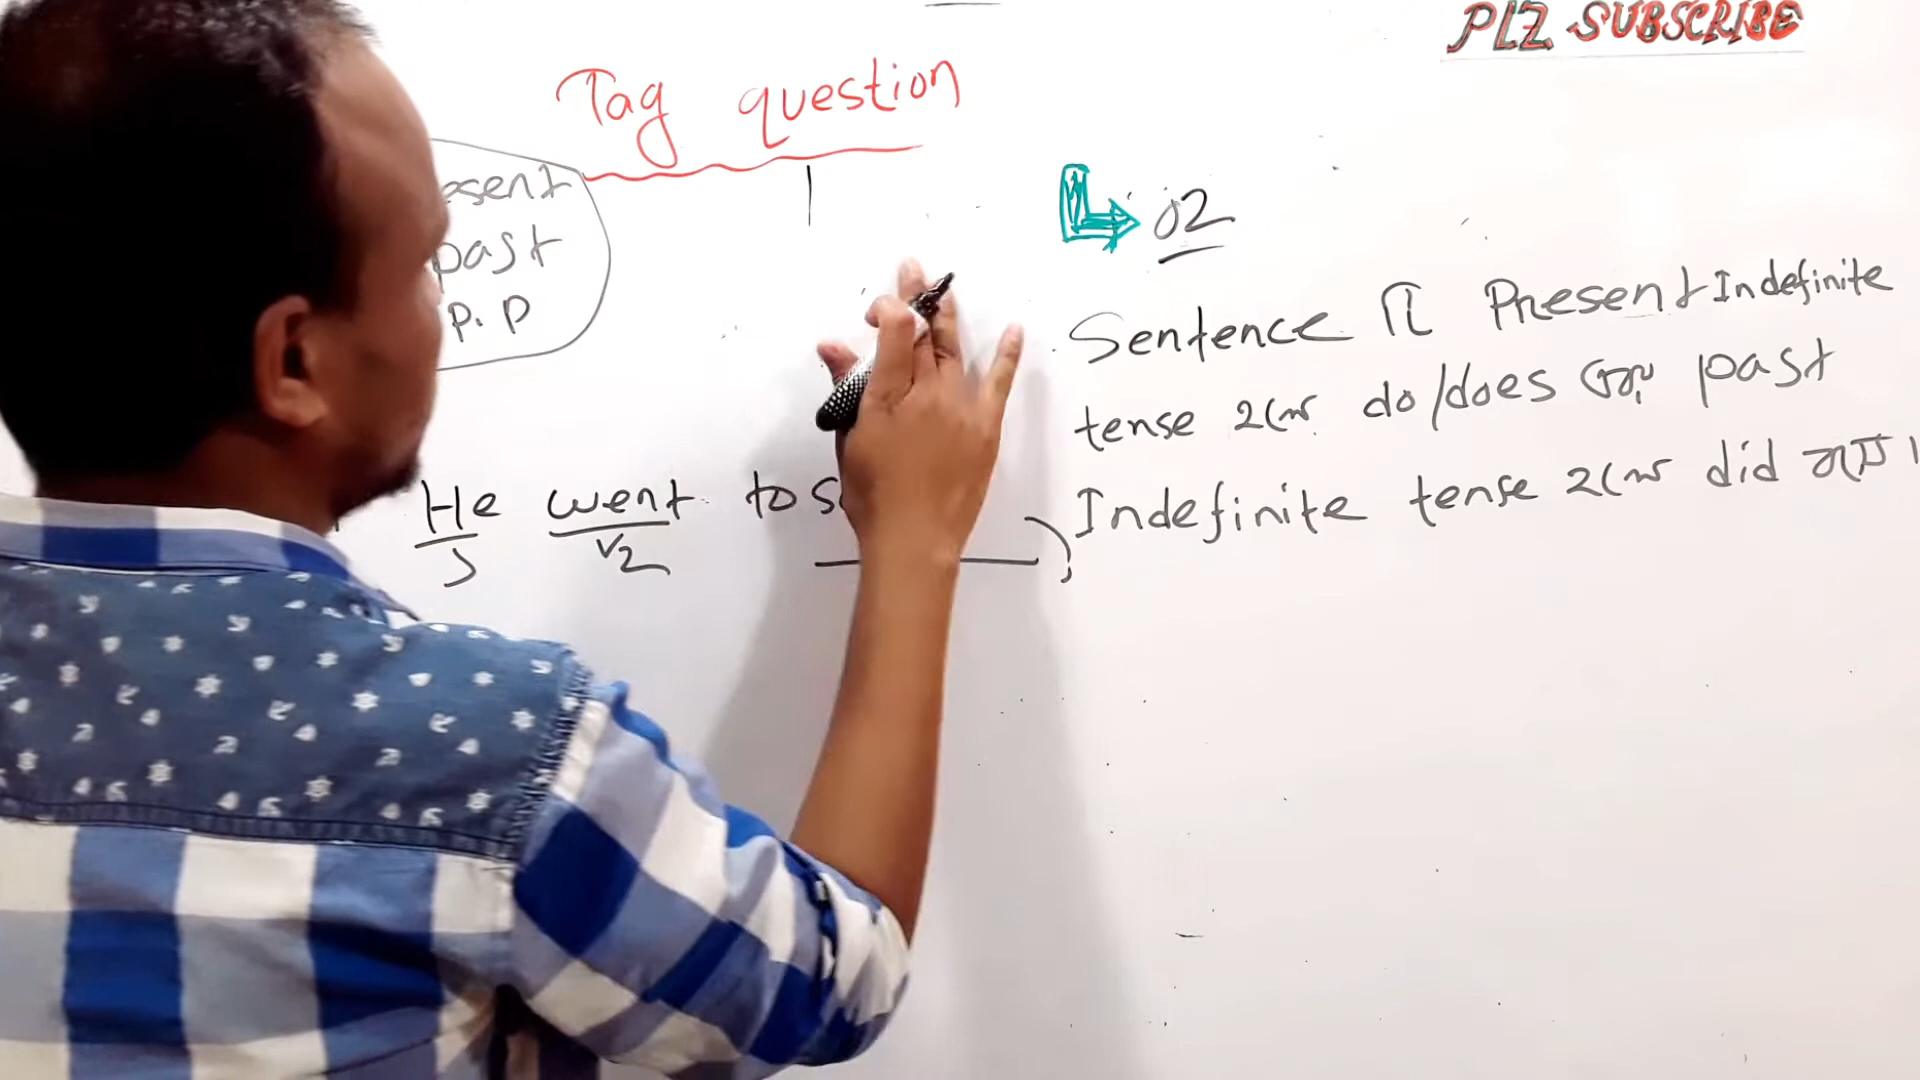 PLZ SUBSCRIBE
Tag question
esent
past
p. p
02
Sentence টি Present Indefinite
tense হলে do/does এবং past
Indefinite tense হলে did বসে।
He went to s
S V2